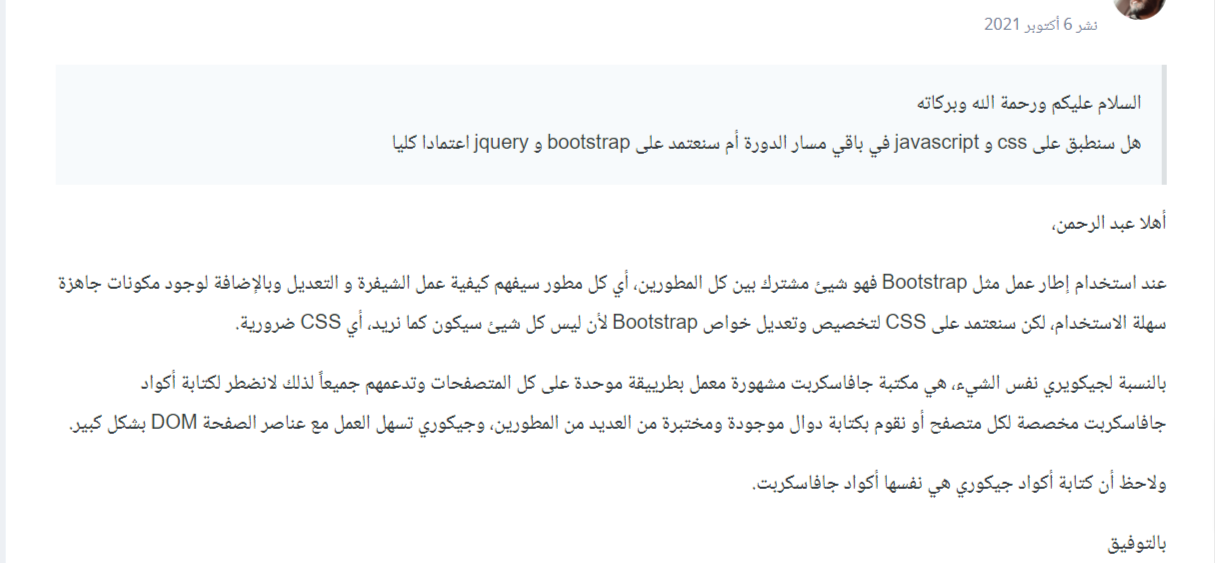 نشر 6 أكتوبر 2021
السلام عليكم ورحمة الله وبركاته
هل سنطبق على css و javascript في باقي مسار الدورة أم سنعتمد على bootstrap و jquery اعتمادا كليا
أهلا عبد الرحمن،
عند استخدام إطار عمل مثل Bootstrap فهو شيئ مشترك بين كل المطورين، أي كل مطور سيفهم كيفية عمل الشيفرة و التعديل وبالإضافة لوجود مكونات جاهزة
سهلة الاستخدام، لكن سنعتمد على CSS لتخصيص وتعديل خواص Bootstrap لأن ليس كل شيئ سيكون كما نريد، أي CSS ضرورية.
بالنسبة لجيكويري نفس الشيء، هي مكتبة جافاسكربت مشهورة معمل بطرييقة موحدة على كل المتصفحات وتدعمهم جميعاً لذلك لانضطر لكتابة أكواد
جافاسكربت مخصصة لكل متصفح أو نقوم بكتابة دوال موجودة ومختبرة من العديد من المطورين، وجيكوري تسهل العمل مع عناصر الصفحة DOM بشكل كبير.
ولاحظ أن كتابة أكواد جيكوري هي نفسها أكواد جافاسكربت.
بالتوفيق